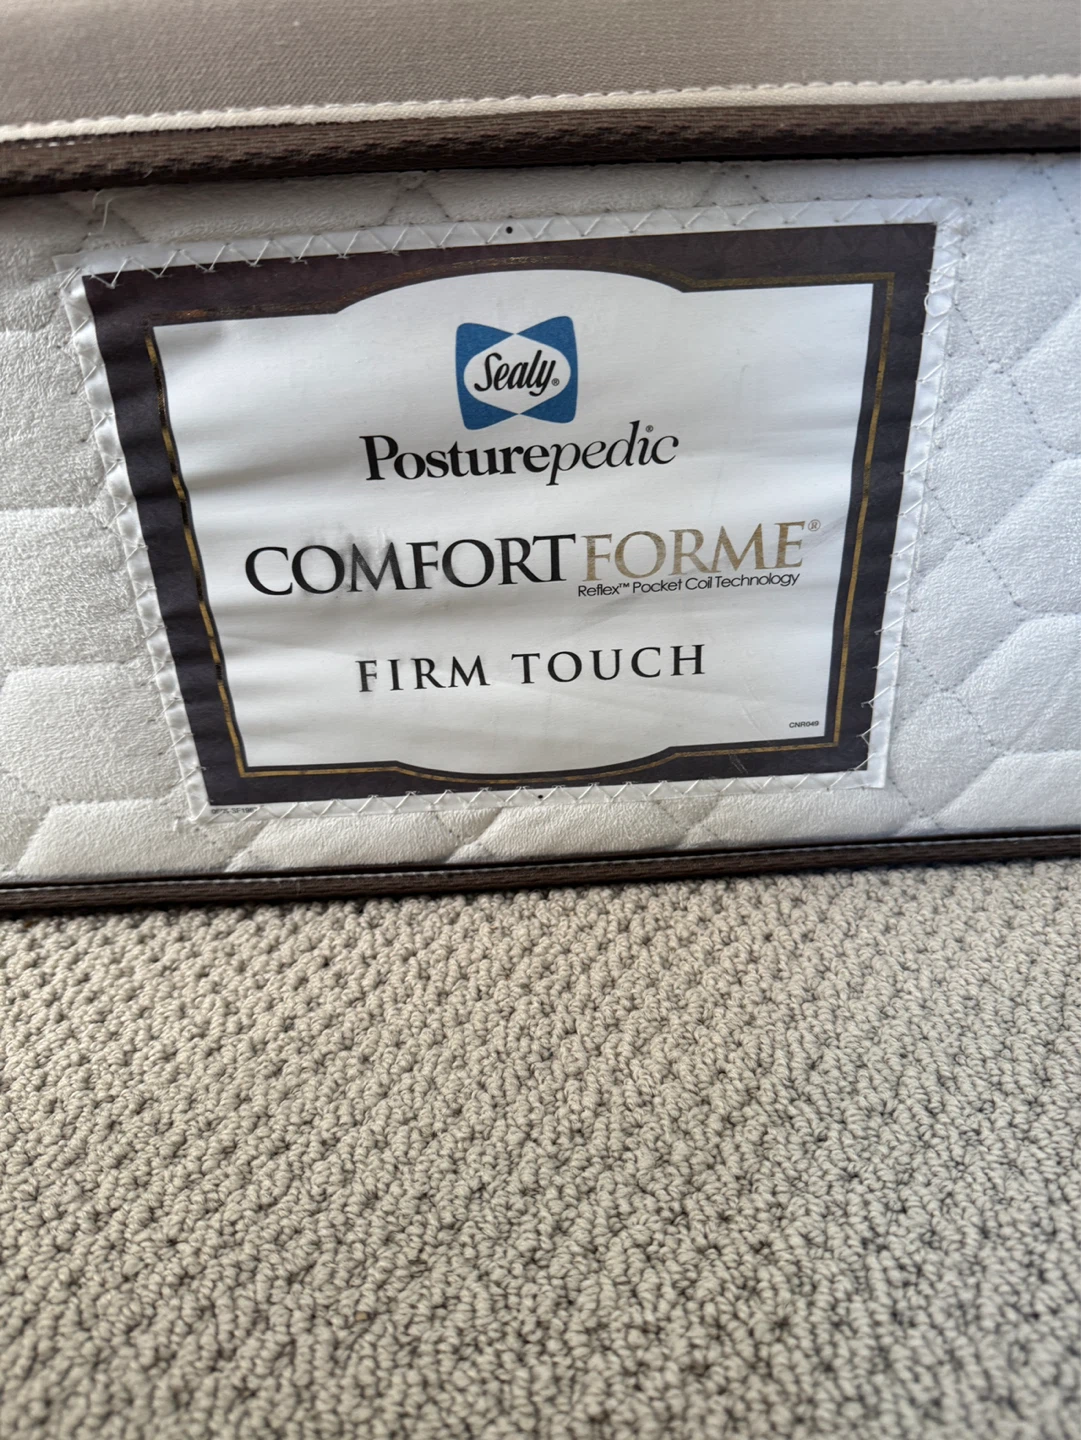 Sealy®
Posturepedic®
COMFORTFORME®
Reflex™ Pocket Coil Technology
FIRM TOUCH
CNR049